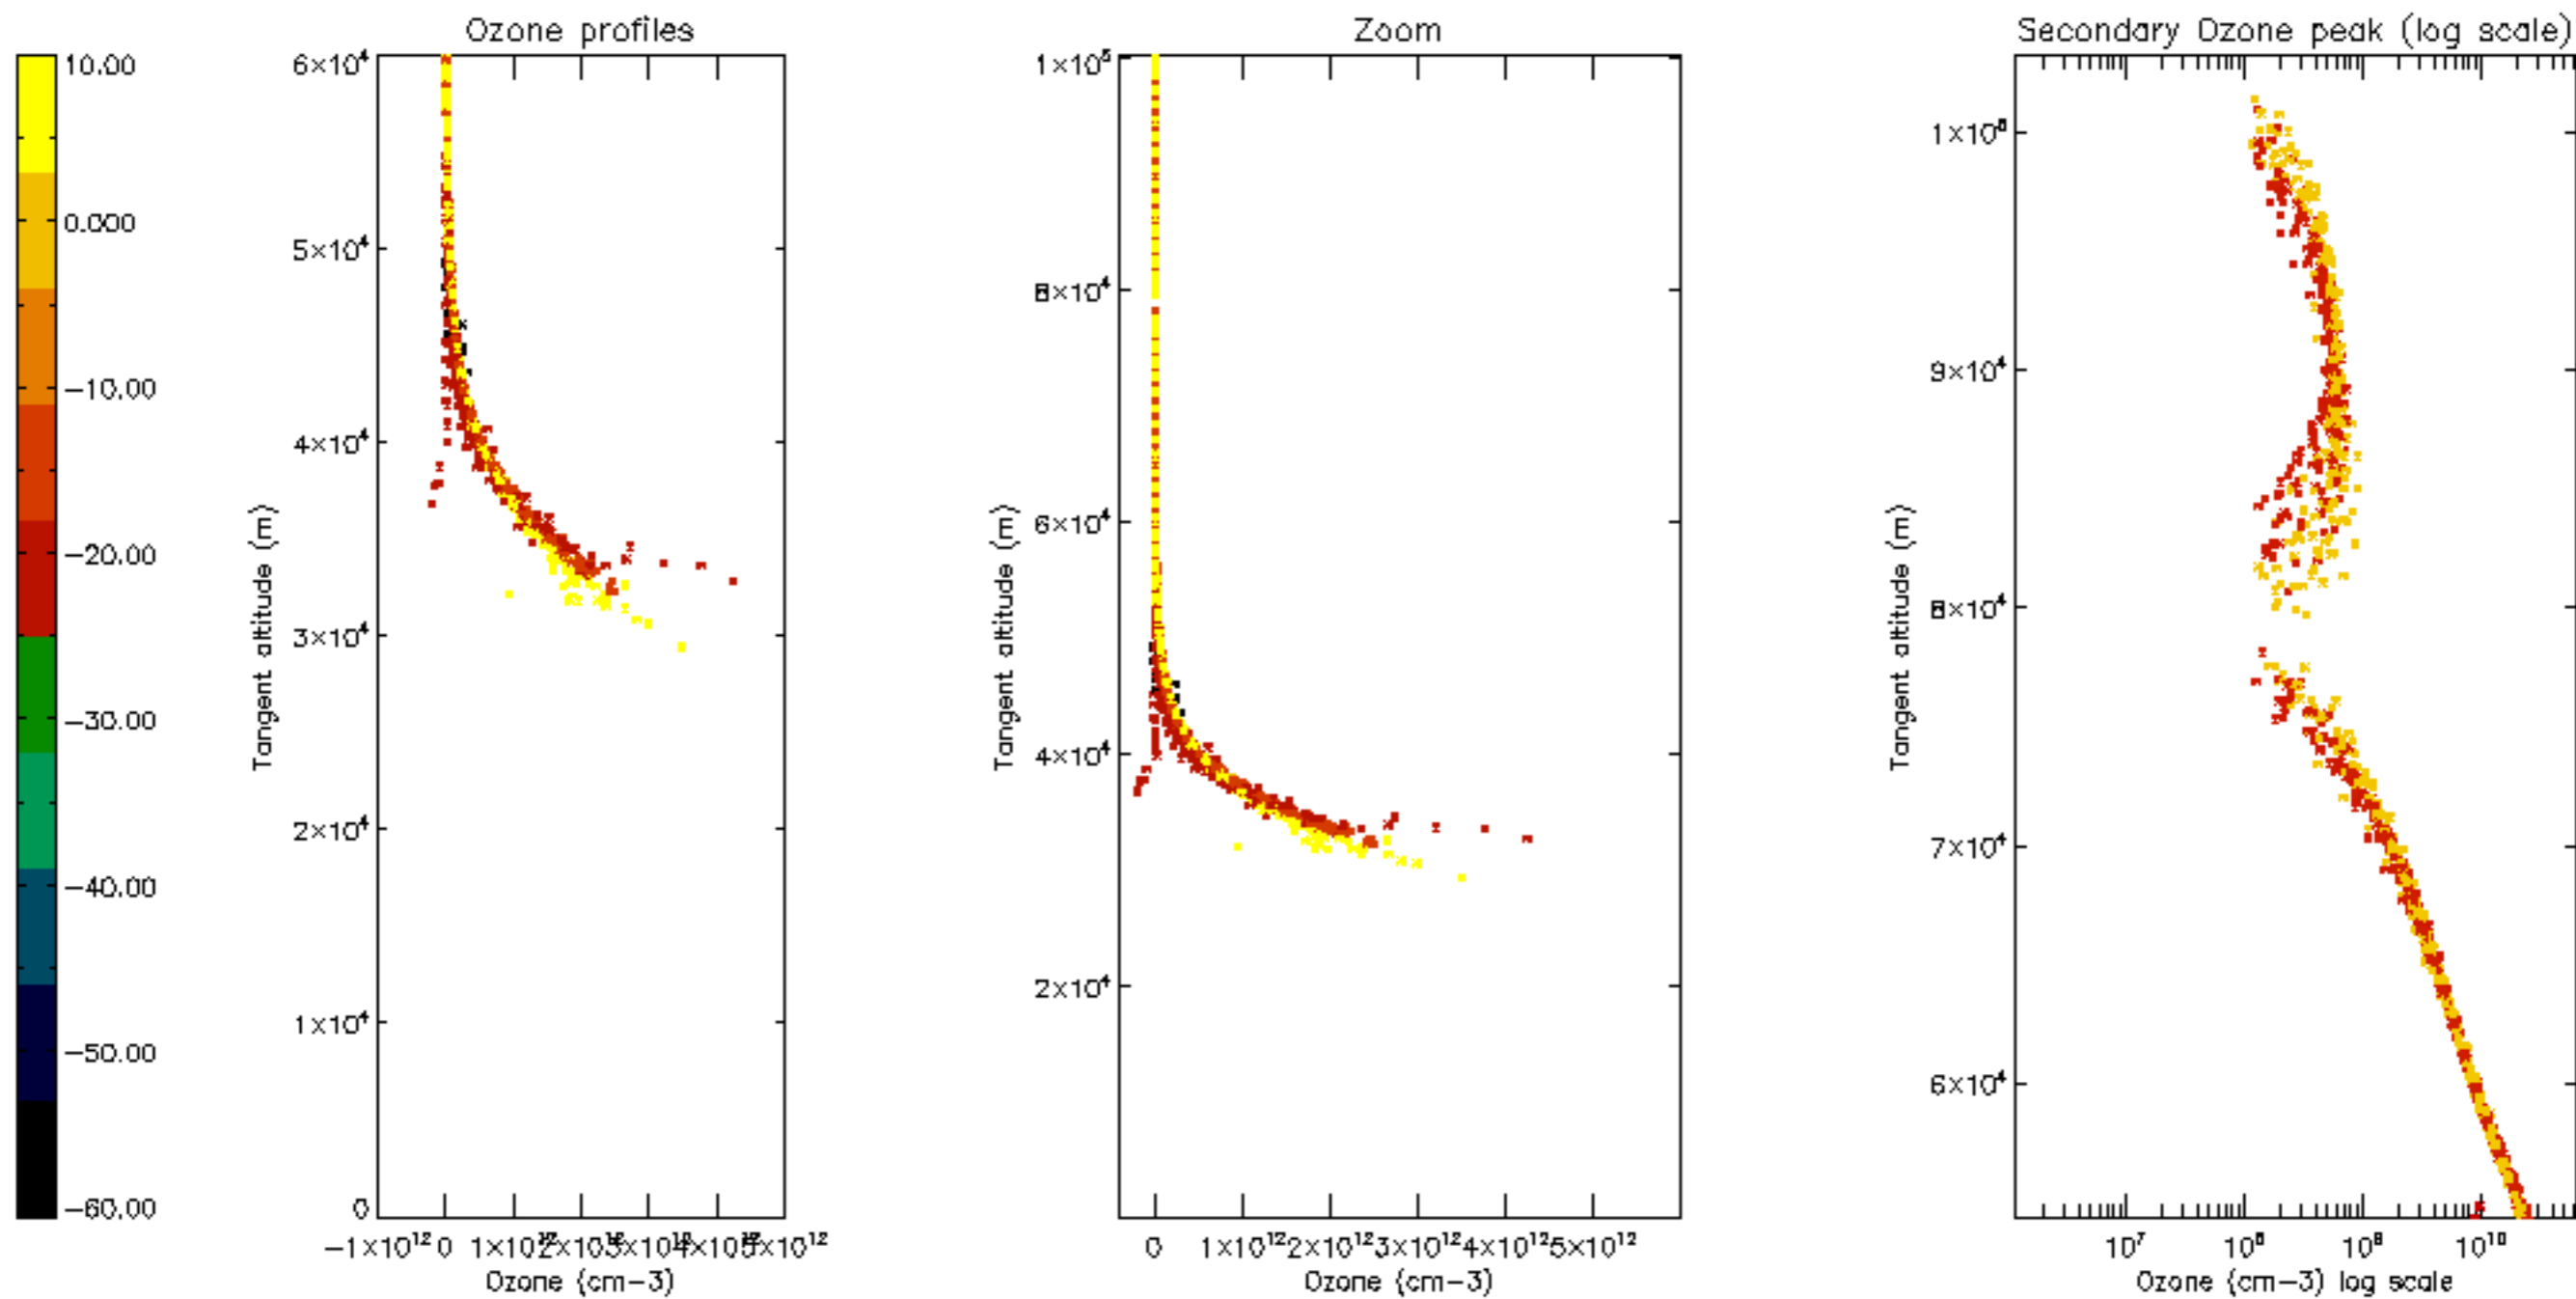 Ozone profiles
Zoom
Secondary Ozone peak (log scale)
10.00
0.000
−10.00
−20.00
−30.00
−40.00
−50.00
−60.00
6×10⁴
5×10⁴
4×10⁴
3×10⁴
2×10⁴
1×10⁴
0
Tangent altitude (m)
−1×10¹² 0
Ozone (cm−3)
1×10⁵
8×10⁴
6×10⁴
4×10⁴
2×10⁴
Tangent altitude (m)
0 1×10¹² 2×10¹² 3×10¹² 4×10¹² 5×10¹²
Ozone (cm−3)
9×10⁴
8×10⁴
7×10⁴
6×10⁴
Tangent altitude (m)
10⁷ 10⁸ 10⁹ 10¹⁰
Ozone (cm−3) log scale